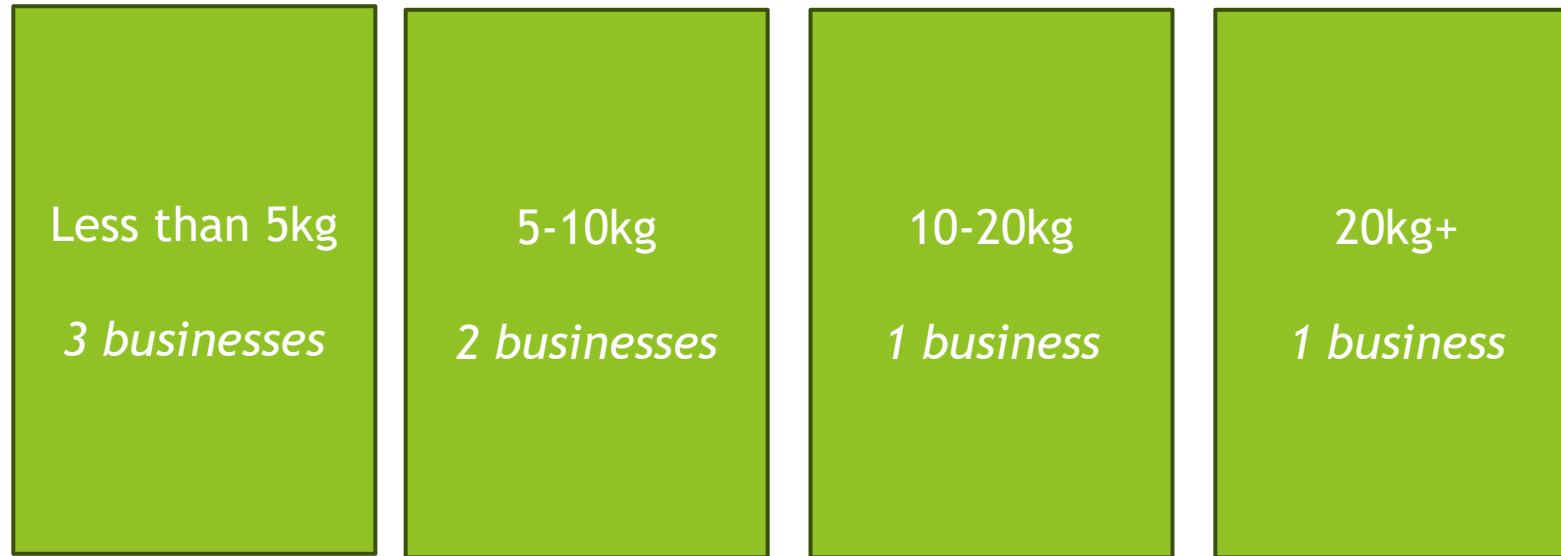 Less than 5kg
3 businesses
5-10kg
2 businesses
10-20kg
1 business
20kg+
1 business